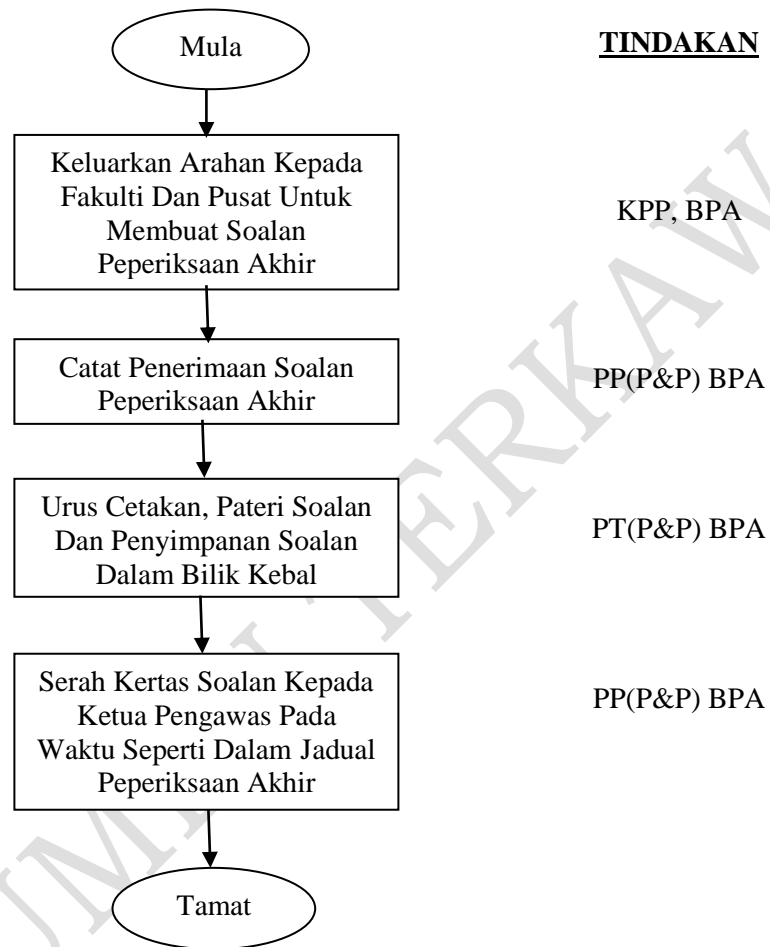 Mula
TINDAKAN
Keluarkan Arahan Kepada
Fakulti Dan Pusat Untuk
Membuat Soalan
Peperiksaan Akhir
KPP, BPA
Catat Penerimaan Soalan
Peperiksaan Akhir
PP(P&P) BPA
Urus Cetakan, Pateri Soalan
Dan Penyimpanan Soalan
Dalam Bilik Kebal
PT(P&P) BPA
Serah Kertas Soalan Kepada
Ketua Pengawas Pada
Waktu Seperti Dalam Jadual
Peperiksaan Akhir
PP(P&P) BPA
Tamat